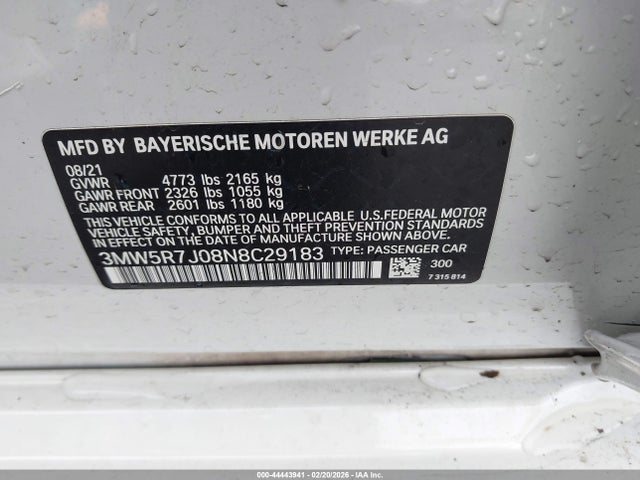 MFD BY BAYERISCHE MOTOREN WERKE AG
08/21
GVWR 4773 lbs 2165 kg
GAWR FRONT 2326 lbs 1055 kg
GAWR REAR 2601 lbs 1180 kg
THIS VEHICLE CONFORMS TO ALL APPLICABLE U.S.FEDERAL MOTOR
VEHICLE SAFETY, BUMPER AND THEFT PREVENTION STANDARDS
IN EFFECT ON THE DATE OF MANUFACTURE SHOWN ABOVE.
3MW5R7J08N8C29183 TYPE: PASSENGER CAR
300
7 315 814
000-44443941 - 02/20/2026 - IAA Inc.